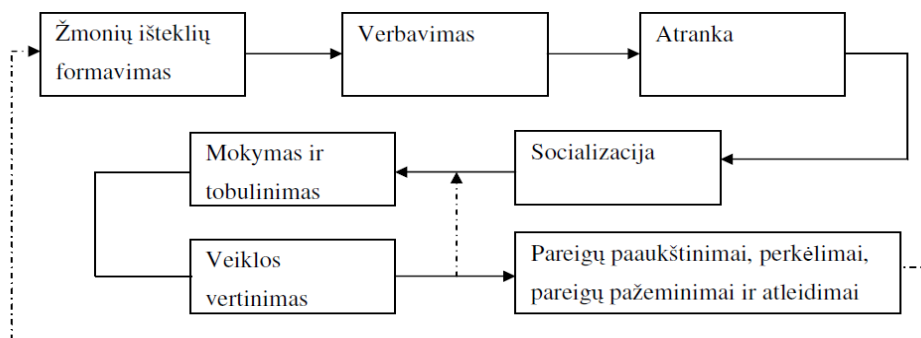 Žmonių išteklių
formavimas
Verbavimas
Atranka
Socializacija
Mokymas ir
tobulinimas
Veiklos
vertinimas
Pareigų paaukštinimai, perkėlimai,
pareigų pažeminimai ir atleidimai